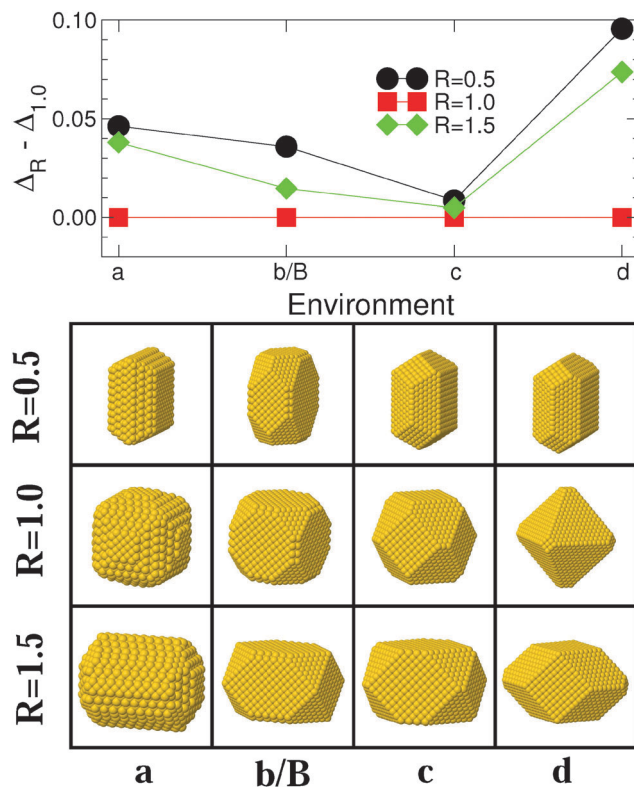 0.10
0.05
0.00
Δ_R - Δ_1.0
R=0.5
R=1.0
R=1.5
a b/B c d
Environment
R=0.5
R=1.0
R=1.5
a b/B c d